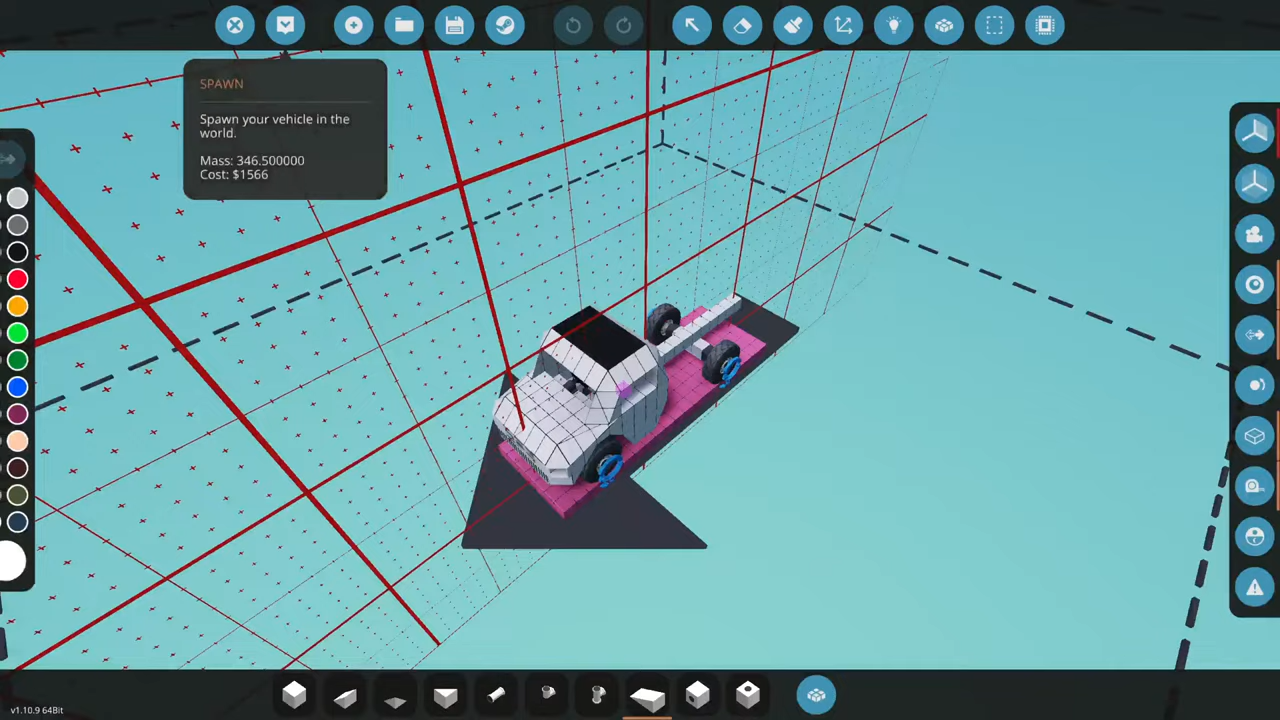 SPAWN
Spawn your vehicle in the
world.
Mass: 346.500000
Cost: $1566
v1.10.9 64Bit